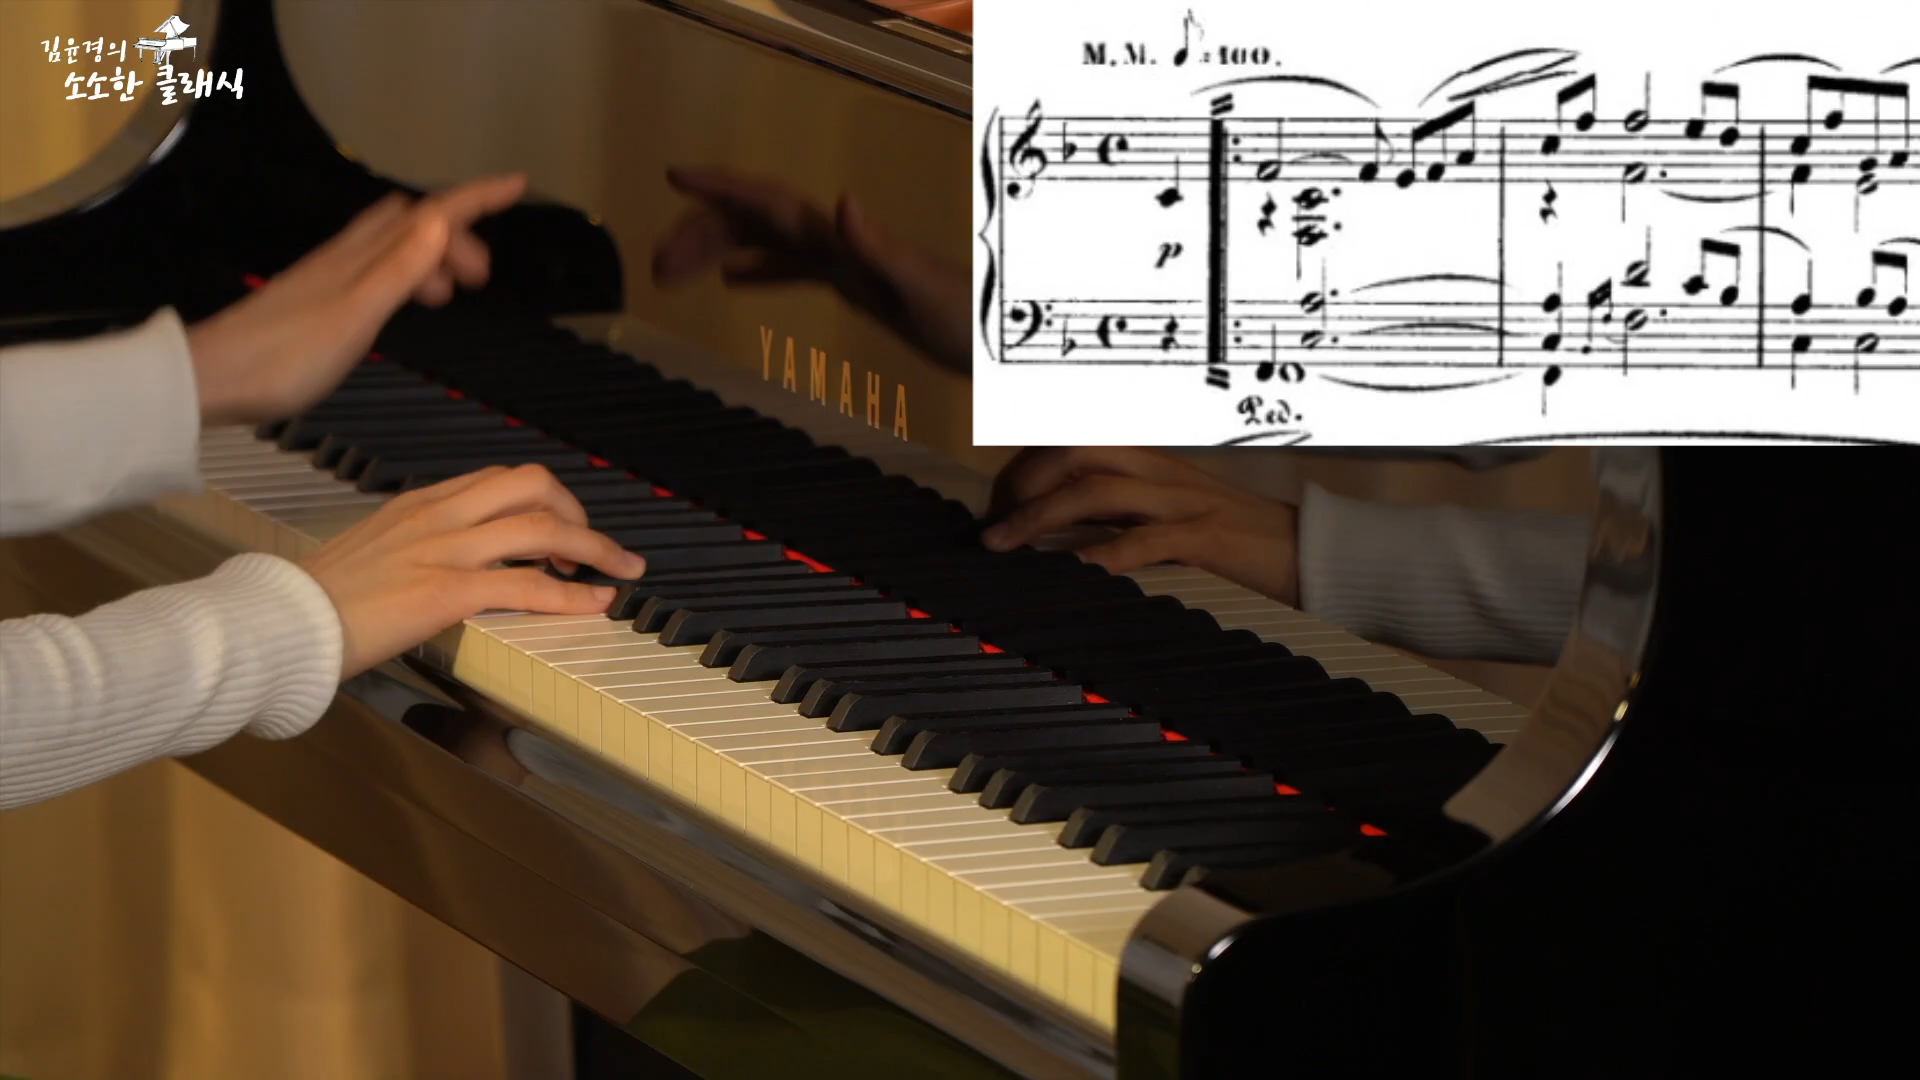 김윤경의
소소한 클래식
M. M. ♪ = 100.
p
Ped.
YAMAHA